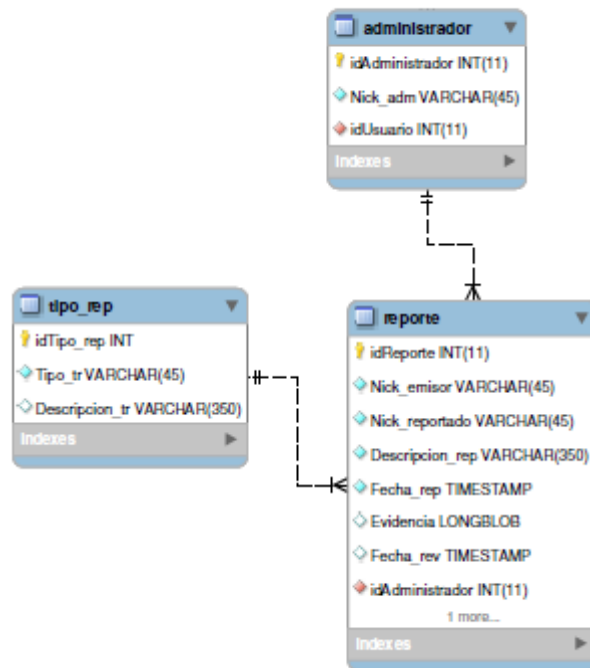 administrador
idAdministrador INT(11)
Nick_adm VARCHAR(45)
idUsuario INT(11)
Indexes
tipo_rep
idTipo_rep INT
Tipo_tr VARCHAR(45)
Descripcion_tr VARCHAR(350)
Indexes
reporte
idReporte INT(11)
Nick_emisor VARCHAR(45)
Nick_reportado VARCHAR(45)
Descripcion_rep VARCHAR(350)
Fecha_rep TIMESTAMP
Evidencia LONGBLOB
Fecha_rev TIMESTAMP
idAdministrador INT(11)
1 more...
Indexes